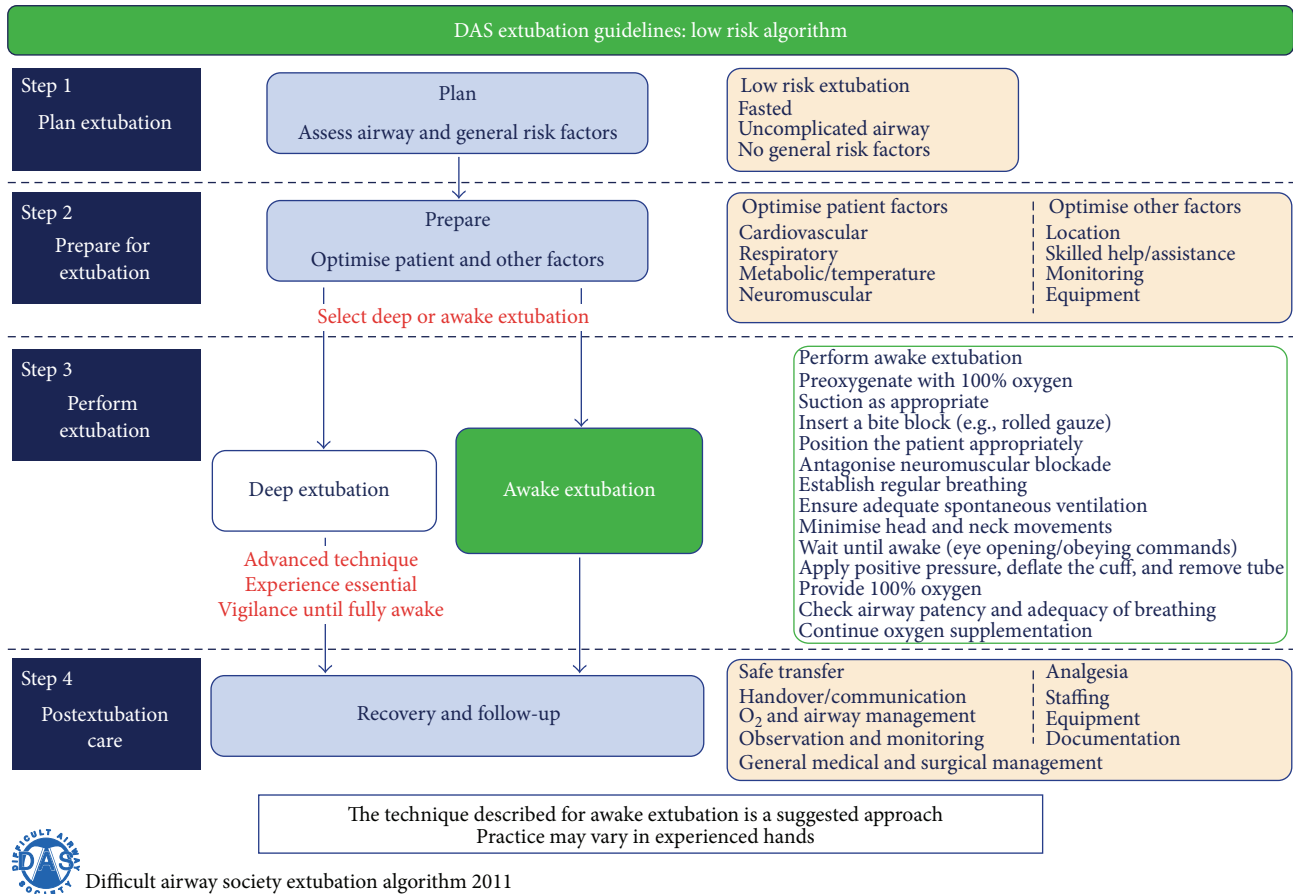 DAS extubation guidelines: low risk algorithm
Step 1
Plan extubation
Plan
Assess airway and general risk factors
Low risk extubation
Fasted
Uncomplicated airway
No general risk factors
Step 2
Prepare for
extubation
Prepare
Optimise patient and other factors
Optimise patient factors
Cardiovascular
Respiratory
Metabolic/temperature
Neuromuscular
Optimise other factors
Location
Skilled help/assistance
Monitoring
Equipment
Select deep or awake extubation
Step 3
Perform
extubation
Deep extubation
Awake extubation
Advanced technique
Experience essential
Vigilance until fully awake
Perform awake extubation
Preoxygenate with 100% oxygen
Suction as appropriate
Insert a bite block (e.g., rolled gauze)
Position the patient appropriately
Antagonise neuromuscular blockade
Establish regular breathing
Ensure adequate spontaneous ventilation
Minimise head and neck movements
Wait until awake (eye opening/obeying commands)
Apply positive pressure, deflate the cuff, and remove tube
Provide 100% oxygen
Check airway patency and adequacy of breathing
Continue oxygen supplementation
Step 4
Postextubation
care
Recovery and follow-up
Safe transfer
Handover/communication
O₂ and airway management
Observation and monitoring
General medical and surgical management
Analgesia
Staffing
Equipment
Documentation
The technique described for awake extubation is a suggested approach
Practice may vary in experienced hands
DIFFICULT AIRWAY
DAS
SOCIETY
Difficult airway society extubation algorithm 2011